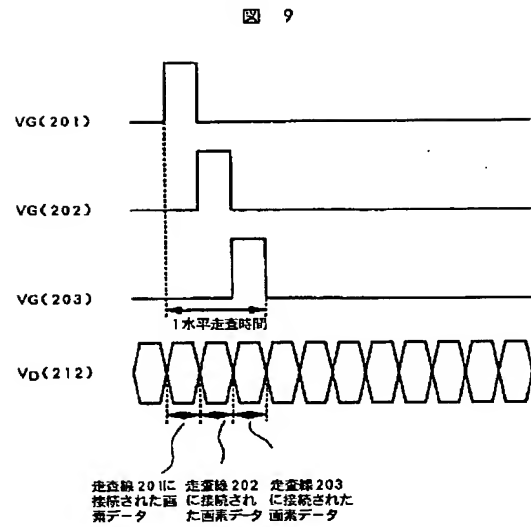 図 9
VG(201)
VG(202)
VG(203)
1水平走査時間
VD(212)
走査線201に
接続された画
素データ
走査線202
に接続され
た画素データ
走査線203
に接続された
画素データ